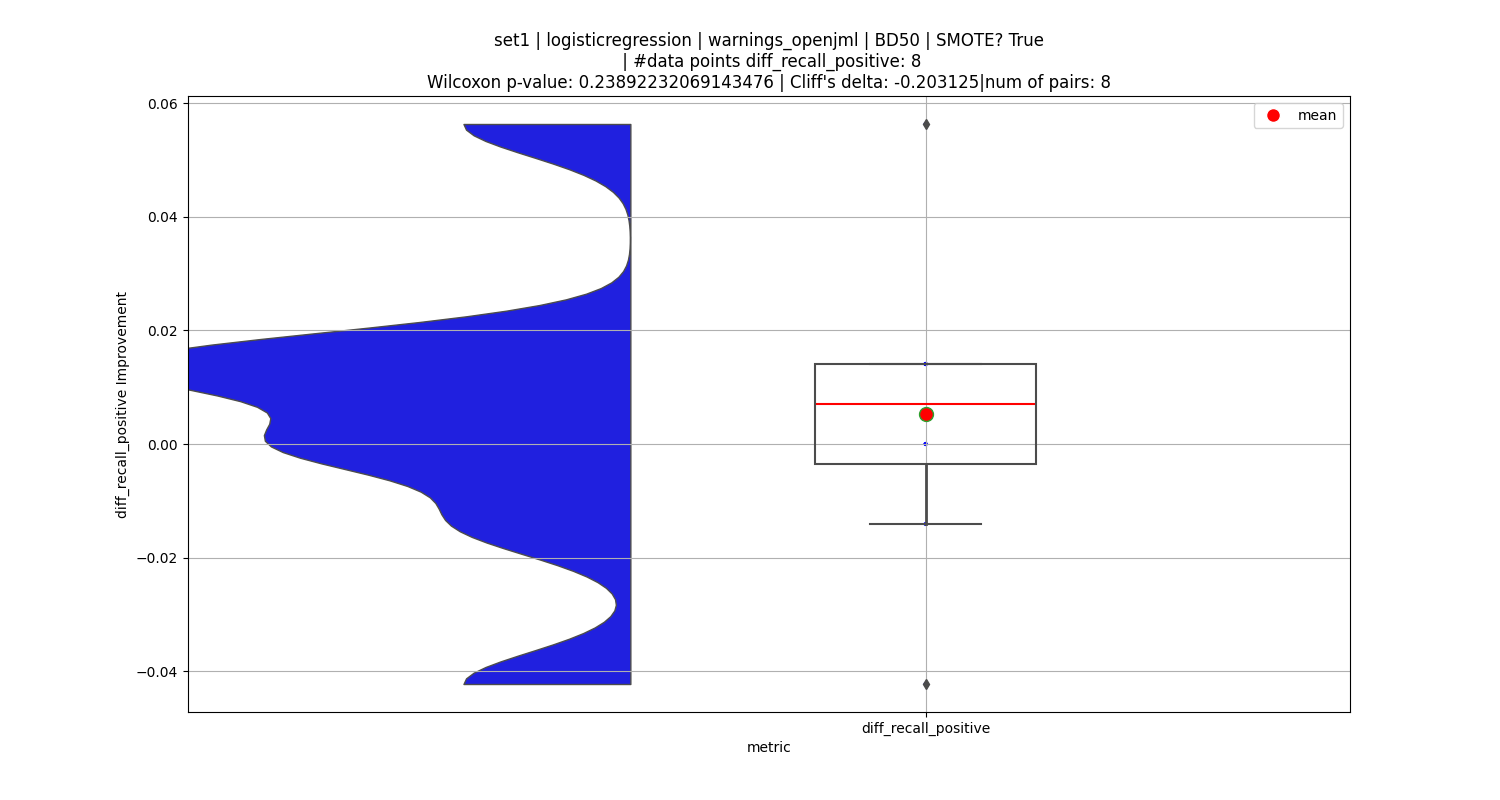 set1 | logisticregression | warnings_openjml | BD50 | SMOTE? True
| #data points diff_recall_positive: 8
Wilcoxon p-value: 0.23892232069143476 | Cliff's delta: -0.203125|num of pairs: 8
mean
0.06
0.04
0.02
0.00
−0.02
−0.04
diff_recall_positive Improvement
diff_recall_positive
metric